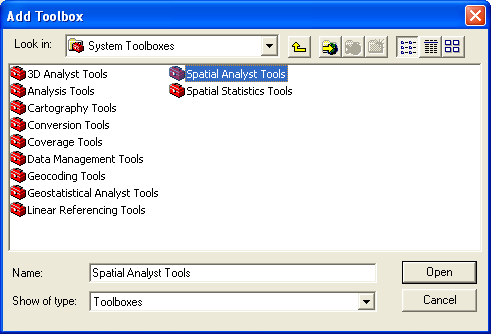 Add Toolbox
Look in: System Toolboxes
3D Analyst Tools
Analysis Tools
Cartography Tools
Conversion Tools
Coverage Tools
Data Management Tools
Geocoding Tools
Geostatistical Analyst Tools
Linear Referencing Tools
Spatial Analyst Tools
Spatial Statistics Tools
Name: Spatial Analyst Tools Open
Show of type: Toolboxes Cancel